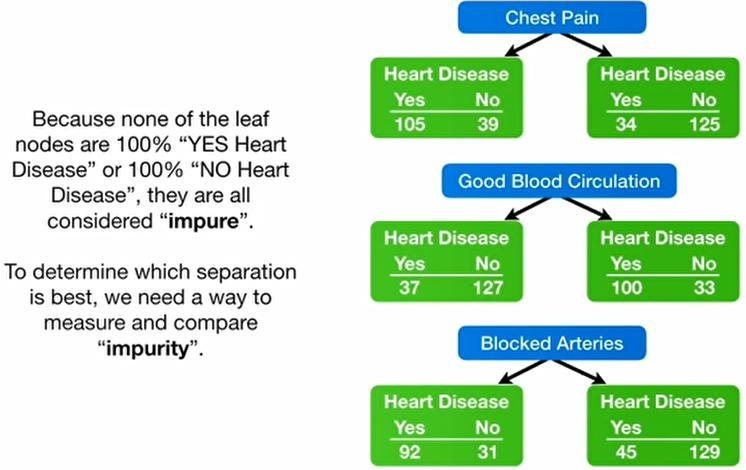 Because none of the leaf
nodes are 100% “YES Heart
Disease” or 100% “NO Heart
Disease”, they are all
considered “impure”.
To determine which separation
is best, we need a way to
measure and compare
“impurity”.
Chest Pain
Heart Disease
Yes No
105 39
Heart Disease
Yes No
34 125
Good Blood Circulation
Heart Disease
Yes No
37 127
Heart Disease
Yes No
100 33
Blocked Arteries
Heart Disease
Yes No
92 31
Heart Disease
Yes No
45 129